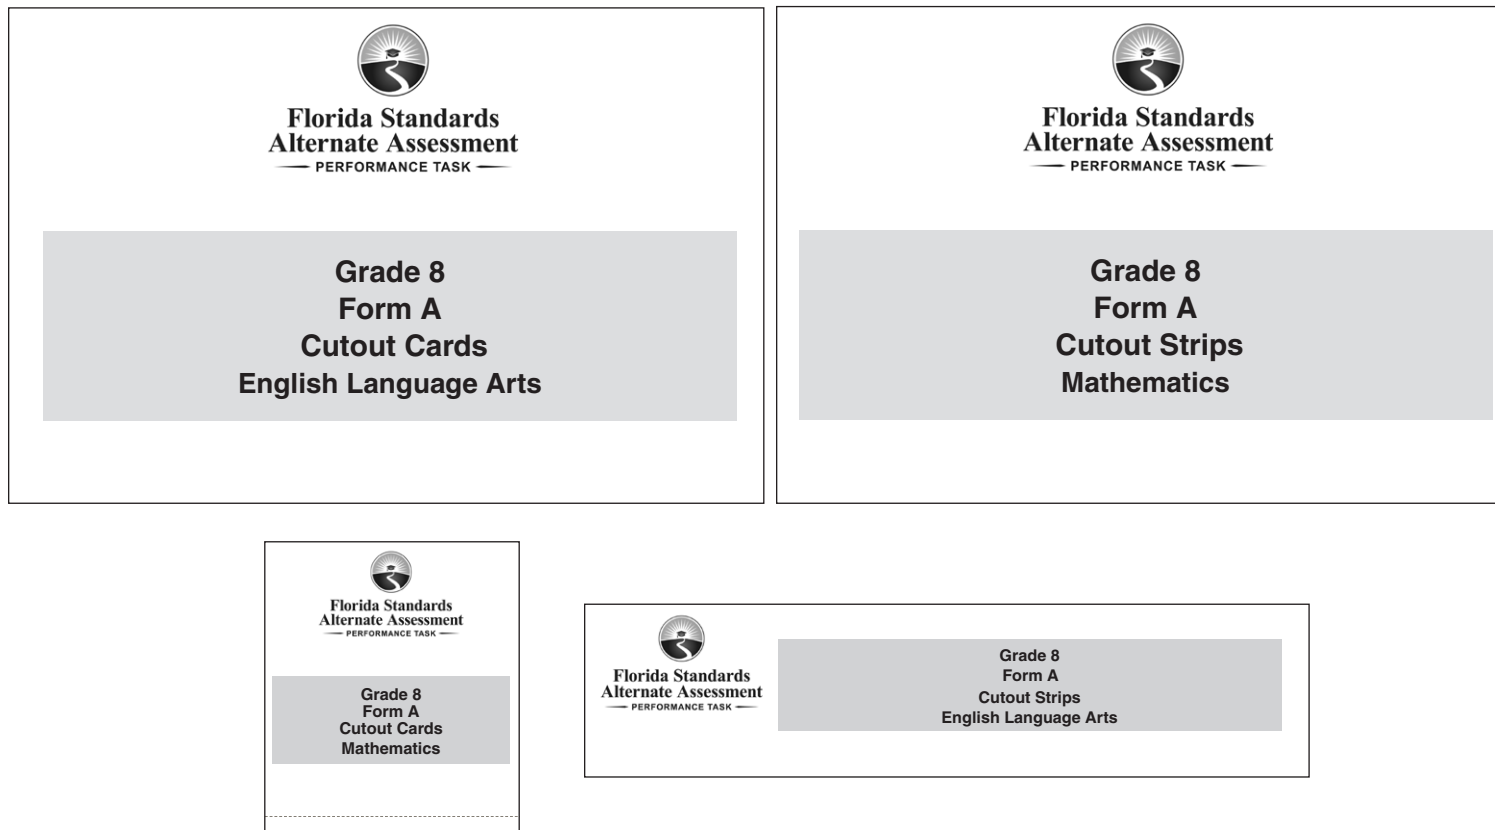 Florida Standards
Alternate Assessment
PERFORMANCE TASK
Grade 8
Form A
Cutout Cards
English Language Arts
Florida Standards
Alternate Assessment
PERFORMANCE TASK
Grade 8
Form A
Cutout Strips
Mathematics
Florida Standards
Alternate Assessment
PERFORMANCE TASK
Grade 8
Form A
Cutout Cards
Mathematics
Florida Standards
Alternate Assessment
PERFORMANCE TASK
Grade 8
Form A
Cutout Strips
English Language Arts